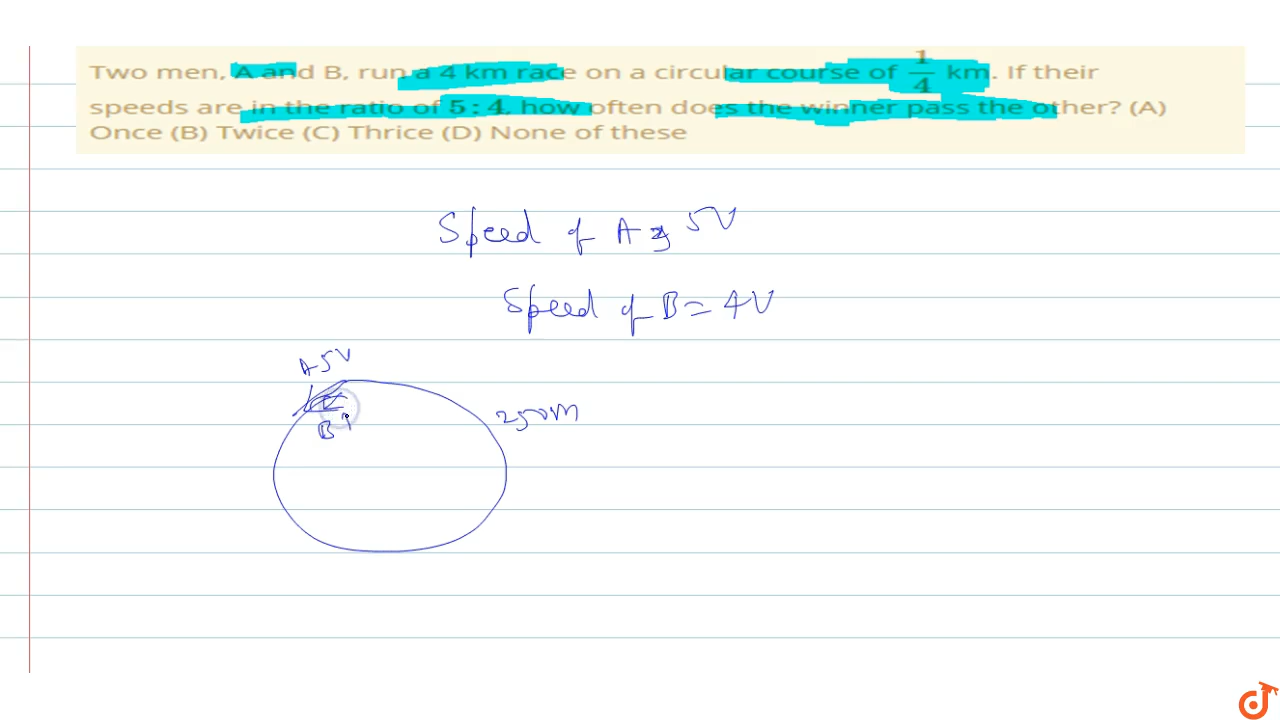 Two men, A and B, run a 4 km race on a circular course of 1/4 km. If their
speeds are in the ratio of 5 : 4, how often does the winner pass the other? (A)
Once (B) Twice (C) Thrice (D) None of these
Speed of A = 5V
Speed of B = 4V
A 5V
B
250m